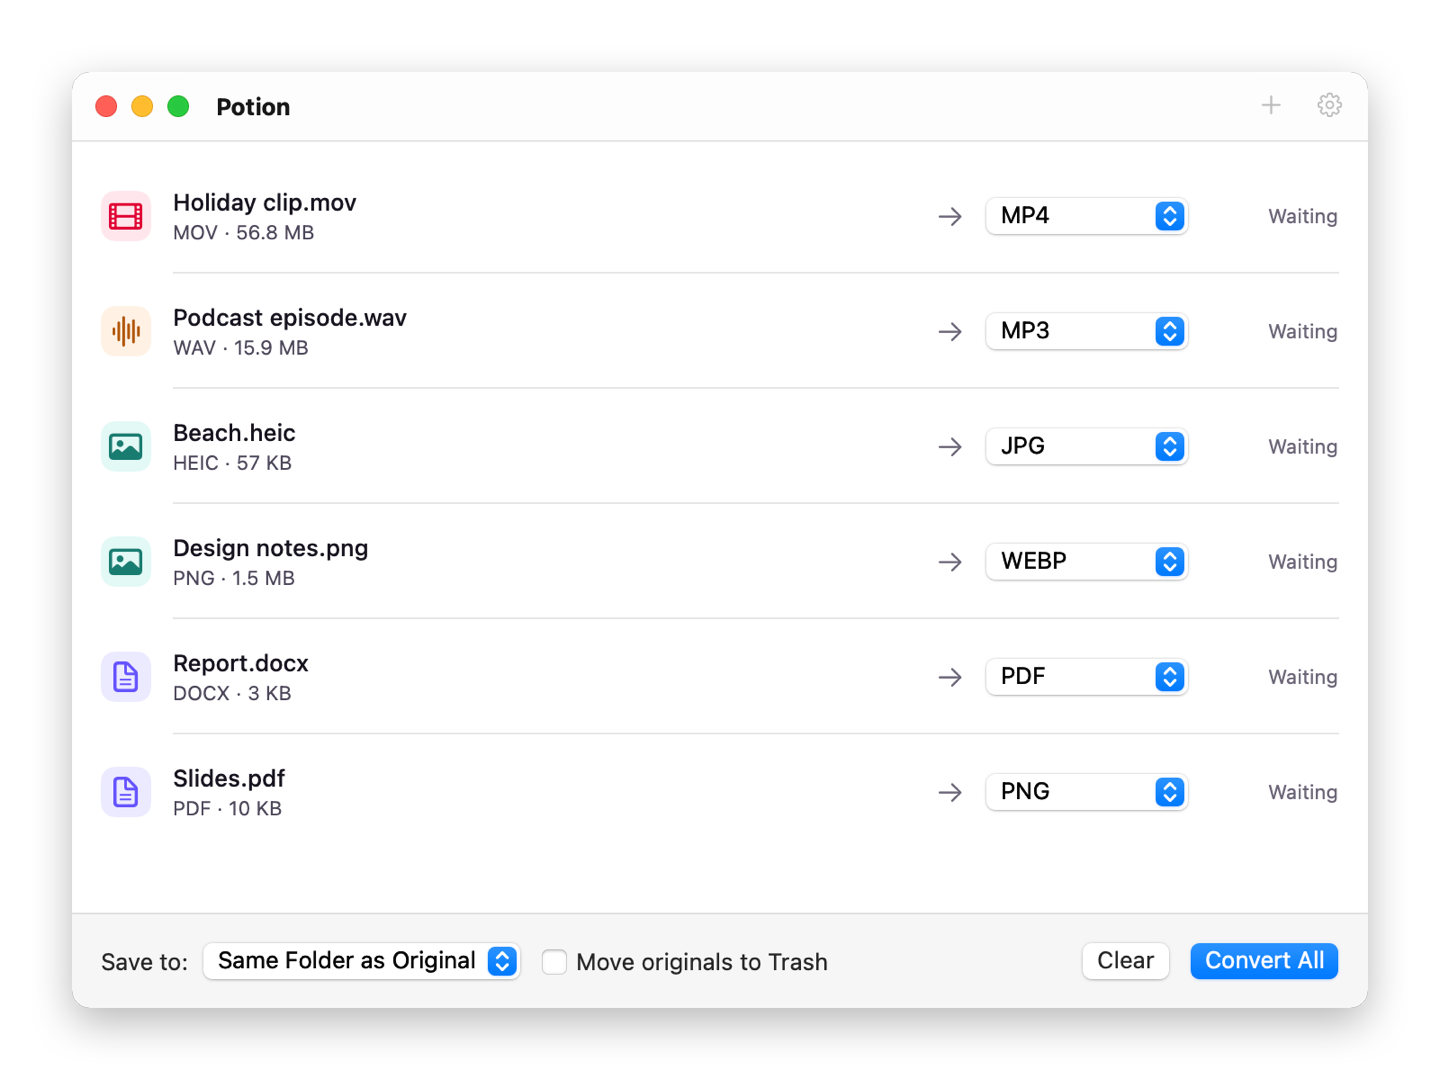 Potion
Holiday clip.mov
MOV · 56.8 MB
MP4
Waiting
Podcast episode.wav
WAV · 15.9 MB
MP3
Waiting
Beach.heic
HEIC · 57 KB
JPG
Waiting
Design notes.png
PNG · 1.5 MB
WEBP
Waiting
Report.docx
DOCX · 3 KB
PDF
Waiting
Slides.pdf
PDF · 10 KB
PNG
Waiting
Save to: Same Folder as Original Move originals to Trash Clear Convert All